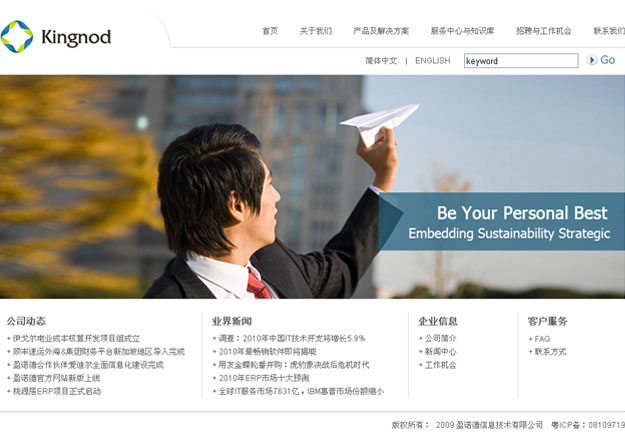 Kingnod
首页 关于我们 产品及解决方案 服务中心与知识库 招聘与工作机会 联系我们
简体中文 | ENGLISH keyword Go
Be Your Personal Best
Embedding Sustainability Strategic
公司动态 业界新闻 企业信息 客户服务
+ 伊戈尔电业成本核算开发项目组成立 + 调查：2010年中国IT技术开发将增长5.9% + 公司简介 + FAQ
+ 顺丰速运外海&集团财务平台新加坡地区导入完成 + 2010年最畅销软件即将揭晓 + 新闻中心 + 联系方式
+ 盈诺德合作伙伴爱迪尔全面信息化建设完成 + 用友金蝶轮番并购：虎豹象决战后危机时代 + 工作机会
+ 盈诺德官方网站新版上线 + 2010年ERP市场十大预测
+ 桃源居ERP项目正式启动 + 全球IT服务市场7631亿，IBM惠普市场份额缩小
版权所有： 2009 盈诺德信息技术有限公司 粤ICP备：08109719